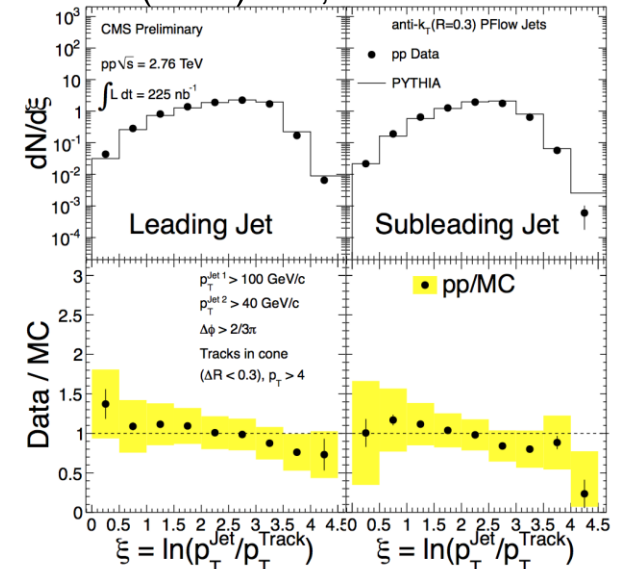 CMS Preliminary
pp √s = 2.76 TeV
∫L dt = 225 nb⁻¹
Leading Jet
dN/dξ
10³
10²
10
1
10⁻¹
10⁻²
10⁻³
10⁻⁴
anti-k_T(R=0.3) PFlow Jets
pp Data
PYTHIA
Subleading Jet
p_T^Jet 1 > 100 GeV/c
p_T^Jet 2 > 40 GeV/c
Δϕ > 2/3π
Tracks in cone
(ΔR < 0.3), p_T > 4
Data / MC
3
2.5
2
1.5
1
0.5
0
pp/MC
0 0.5 1 1.5 2 2.5 3 3.5 4 4.5
0 0.5 1 1.5 2 2.5 3 3.5 4 4.5
ξ = ln(p_T^Jet/p_T^Track)
ξ = ln(p_T^Jet/p_T^Track)